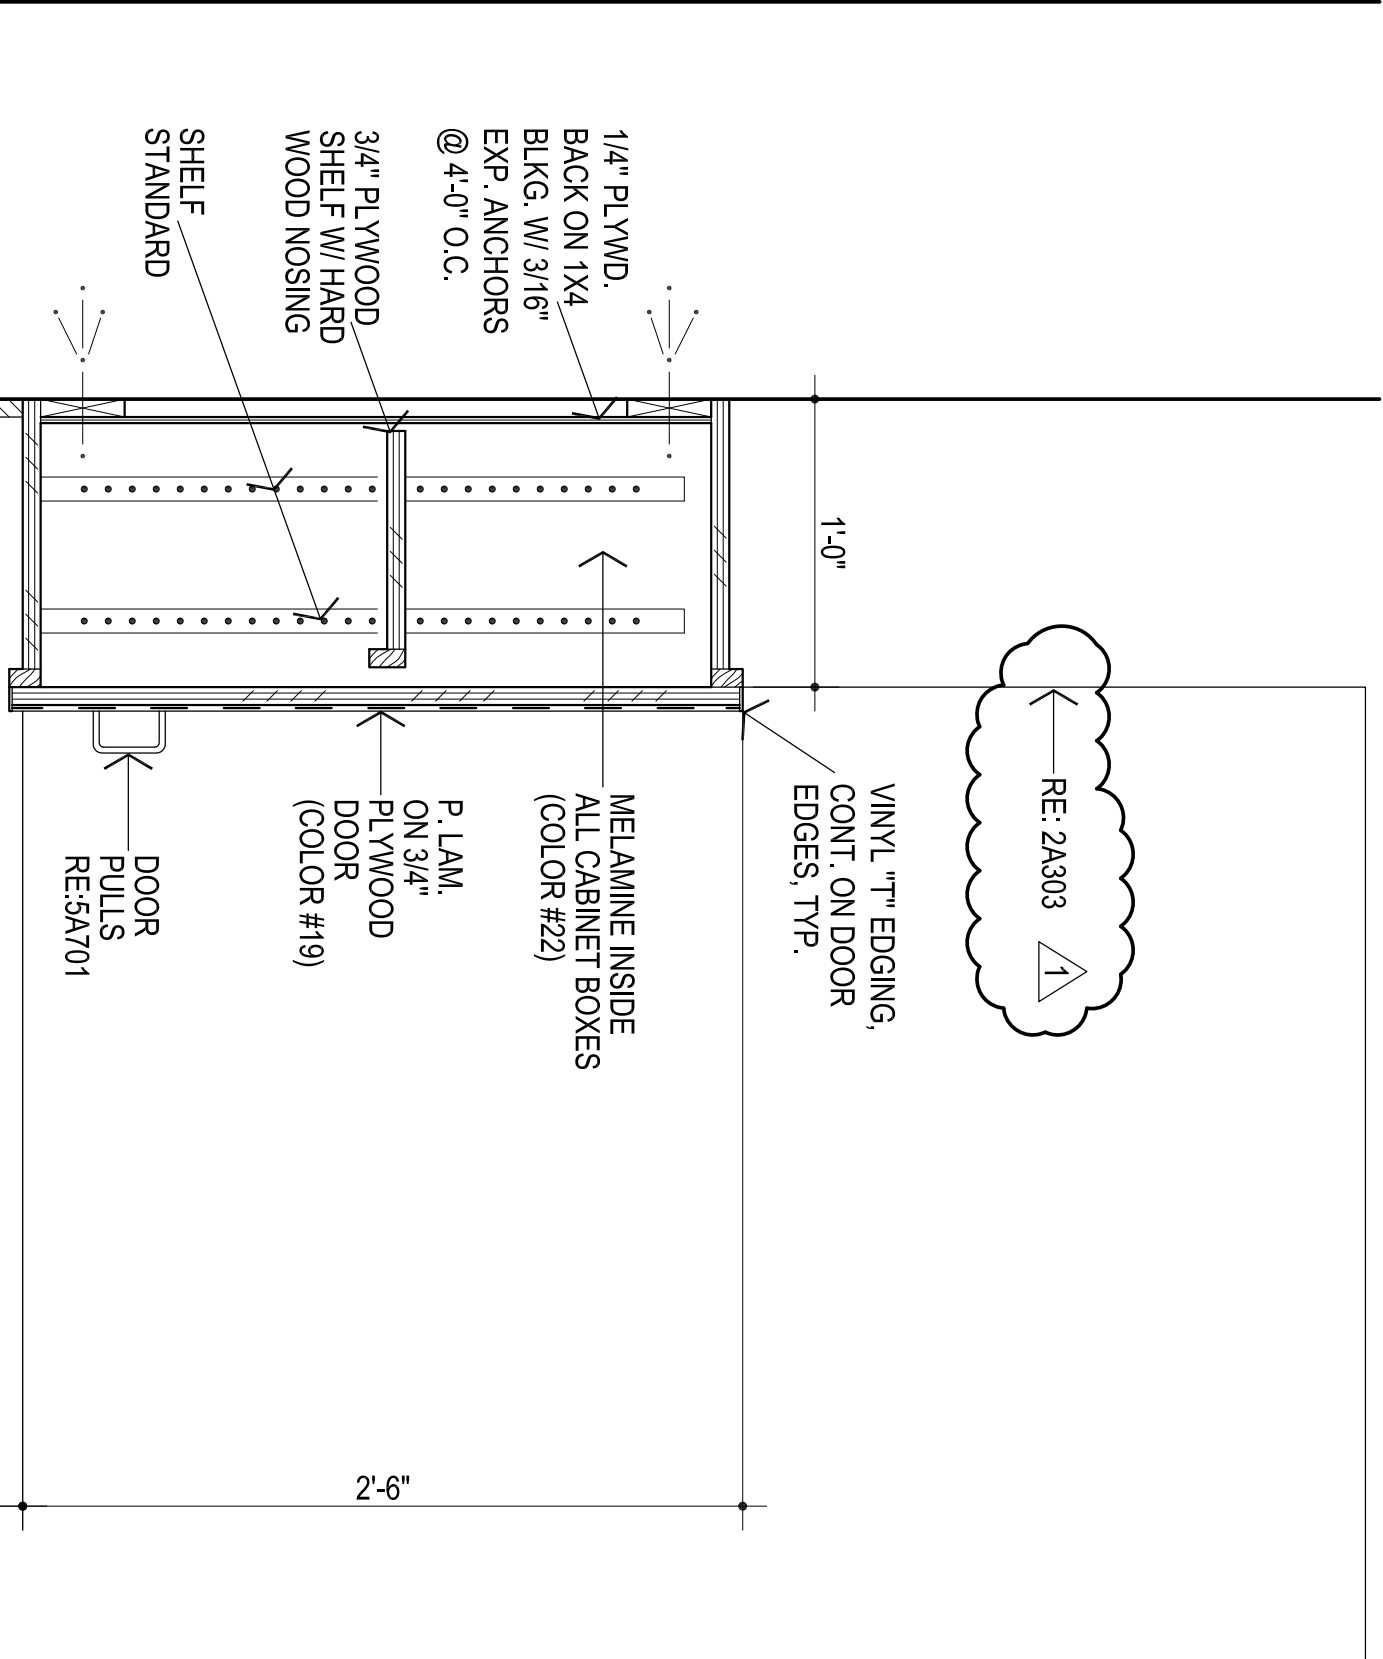 1/4" PLYWD.
BACK ON 1X4
BLKG. W/ 3/16"
EXP. ANCHORS
@ 4'-0" O.C.
3/4" PLYWOOD
SHELF W/ HARD
WOOD NOSING
SHELF
STANDARD
1'-0"
RE: 2A303
1
VINYL "T" EDGING,
CONT. ON DOOR
EDGES, TYP.
MELAMINE INSIDE
ALL CABINET BOXES
(COLOR #22)
P. LAM.
ON 3/4"
PLYWOOD
DOOR
(COLOR #19)
DOOR
PULLS
RE:5A701
2'-6"